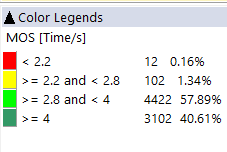 Color Legends
MOS [Time/s]
< 2.2 12 0.16%
>= 2.2 and < 2.8 102 1.34%
>= 2.8 and < 4 4422 57.89%
>= 4 3102 40.61%